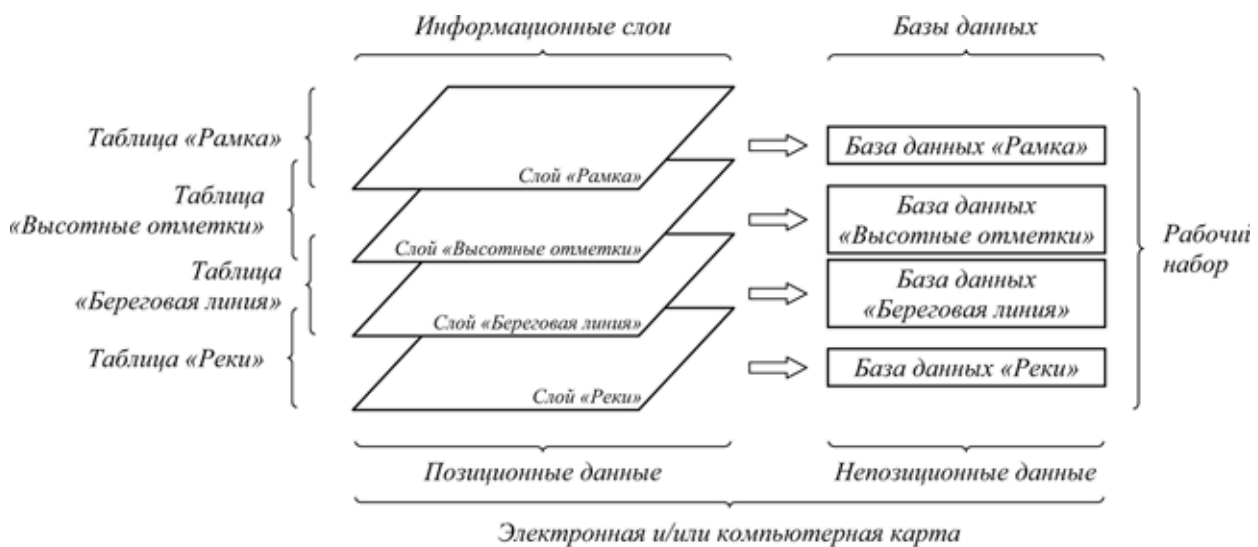 Информационные слои
Базы данных
Таблица «Рамка»
Таблица
«Высотные отметки»
Таблица
«Береговая линия»
Таблица «Реки»
Слой «Рамка»
Слой «Высотные отметки»
Слой «Береговая линия»
Слой «Реки»
База данных «Рамка»
База данных
«Высотные отметки»
База данных
«Береговая линия»
База данных «Реки»
Рабочий
набор
Позиционные данные
Непозиционные данные
Электронная и/или компьютерная карта